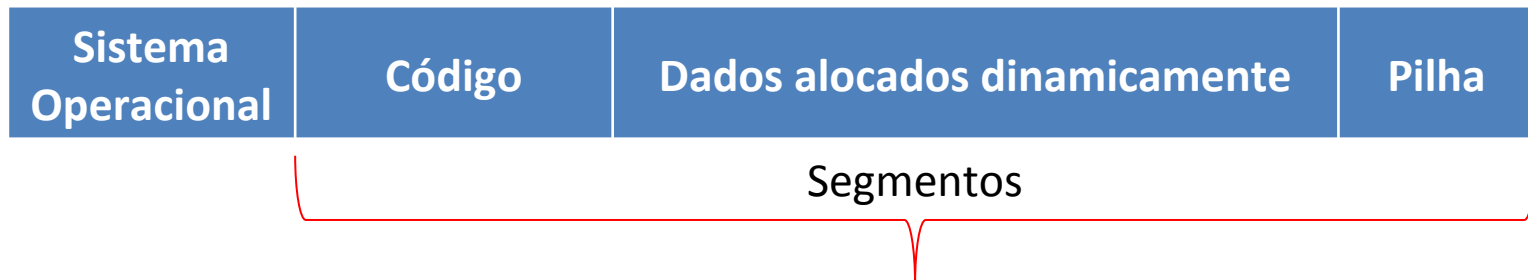 Sistema
Operacional
Código
Dados alocados dinamicamente
Pilha
Segmentos